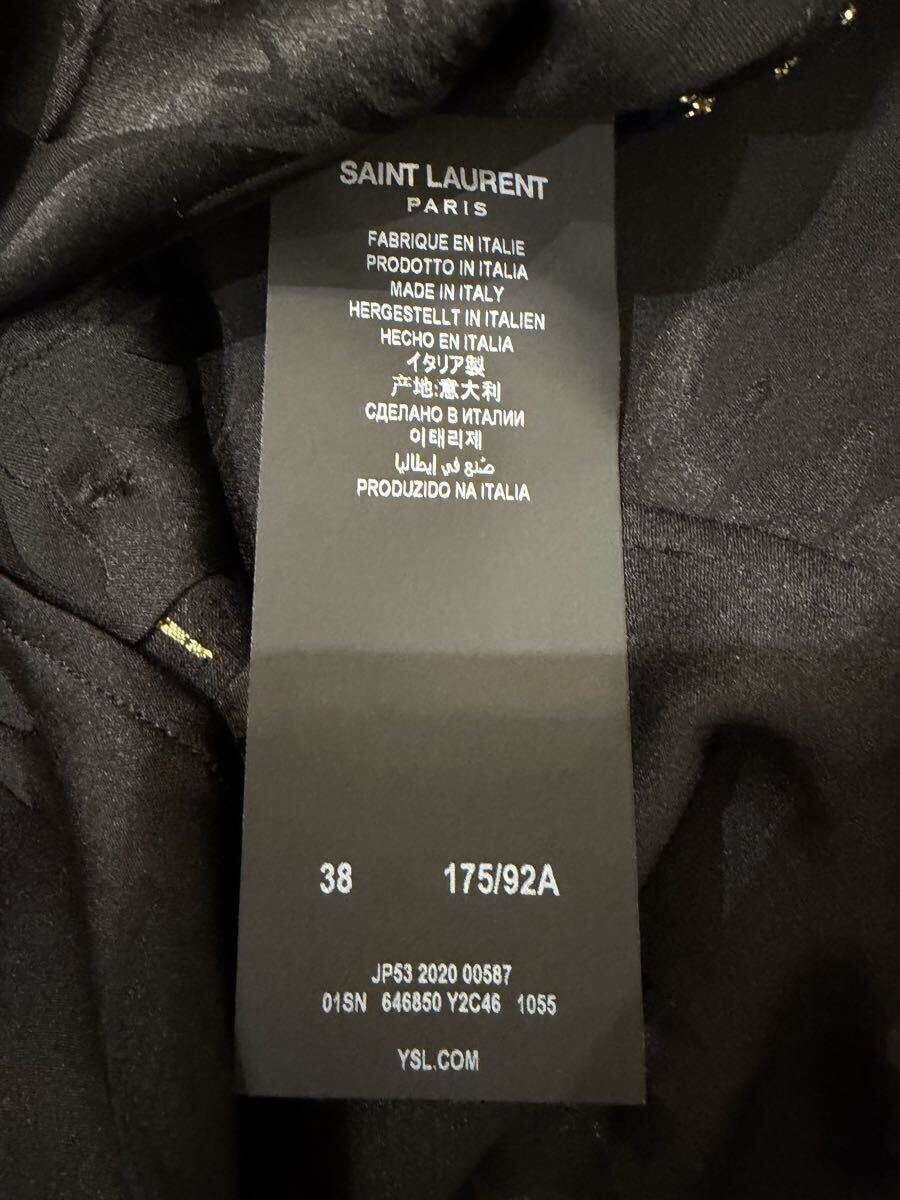 SAINT LAURENT
PARIS
FABRIQUE EN ITALIE
PRODOTTO IN ITALIA
MADE IN ITALY
HERGESTELLT IN ITALIEN
HECHO EN ITALIA
イタリア製
产地:意大利
СДЕЛАНО В ИТАЛИИ
이태리제
صُنع في إيطاليا
PRODUZIDO NA ITALIA
38 175/92A
JP53 2020 00587
01SN 646850 Y2C46 1055
YSL.COM